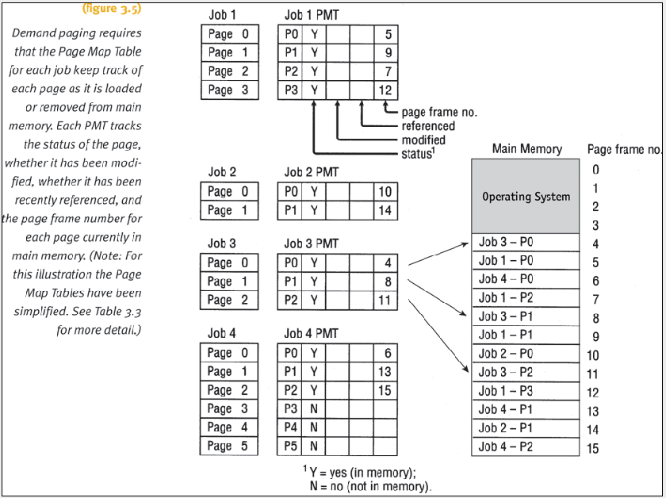 (figure 3.5)
Demand paging requires
that the Page Map Table
for each job keep track of
each page as it is loaded
or removed from main
memory. Each PMT tracks
the status of the page,
whether it has been modi-
fied, whether it has been
recently referenced, and
the page frame number for
each page currently in
main memory. (Note: For
this illustration the Page
Map Tables have been
simplified. See Table 3.3
for more detail.)
Job 1 Job 1 PMT
Page 0 P0 Y 5
Page 1 P1 Y 9
Page 2 P2 Y 7
Page 3 P3 Y 12
page frame no.
referenced
modified
status1
Job 2 Job 2 PMT
Page 0 P0 Y 10
Page 1 P1 Y 14
Job 3 Job 3 PMT
Page 0 P0 Y 4
Page 1 P1 Y 8
Page 2 P2 Y 11
Job 4 Job 4 PMT
Page 0 P0 Y 6
Page 1 P1 Y 13
Page 2 P2 Y 15
Page 3 P3 N
Page 4 P4 N
Page 5 P5 N
1 Y = yes (in memory);
N = no (not in memory).
Main Memory Page frame no.
0
Operating System 1
2
3
Job 3 – P0 4
Job 1 – P0 5
Job 4 – P0 6
Job 1 – P2 7
Job 3 – P1 8
Job 1 – P1 9
Job 2 – P0 10
Job 3 – P2 11
Job 1 – P3 12
Job 4 – P1 13
Job 2 – P1 14
Job 4 – P2 15